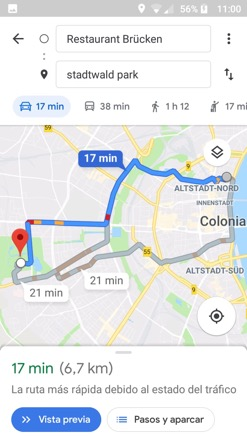 56% 11:00
Restaurant Brücken
stadtwald park
17 min 38 min 1 h 12 17 mi
17 min
ALTSTADT-NORD
INNENSTADT
Colonia
55
ALTSTADT-SÜD
21 min
21 min
17 min (6,7 km)
La ruta más rápida debido al estado del tráfico
Vista previa Pasos y aparcar